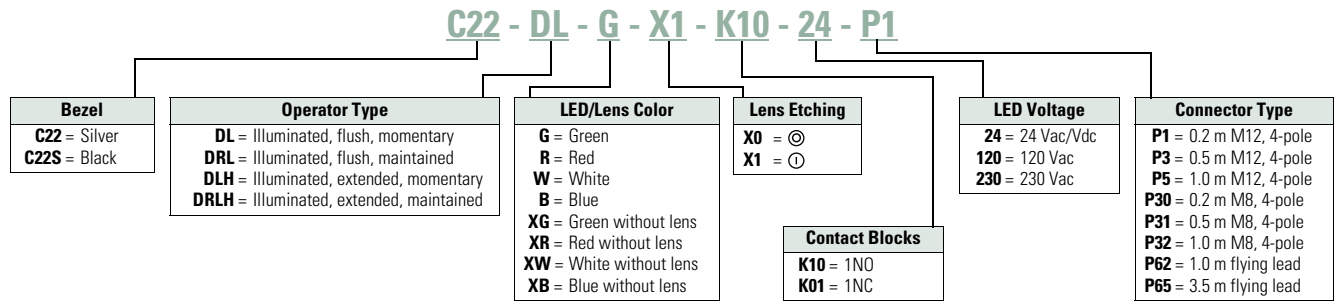 C22 - DL - G - X1 - K10 - 24 - P1
Bezel
C22 = Silver
C22S = Black
Operator Type
DL = Illuminated, flush, momentary
DRL = Illuminated, flush, maintained
DLH = Illuminated, extended, momentary
DRLH = Illuminated, extended, maintained
LED/Lens Color
G = Green
R = Red
W = White
B = Blue
XG = Green without lens
XR = Red without lens
XW = White without lens
XB = Blue without lens
Lens Etching
X0 = ◎
X1 = ⏼
Contact Blocks
K10 = 1NO
K01 = 1NC
LED Voltage
24 = 24 Vac/Vdc
120 = 120 Vac
230 = 230 Vac
Connector Type
P1 = 0.2 m M12, 4-pole
P3 = 0.5 m M12, 4-pole
P5 = 1.0 m M12, 4-pole
P30 = 0.2 m M8, 4-pole
P31 = 0.5 m M8, 4-pole
P32 = 1.0 m M8, 4-pole
P62 = 1.0 m flying lead
P65 = 3.5 m flying lead